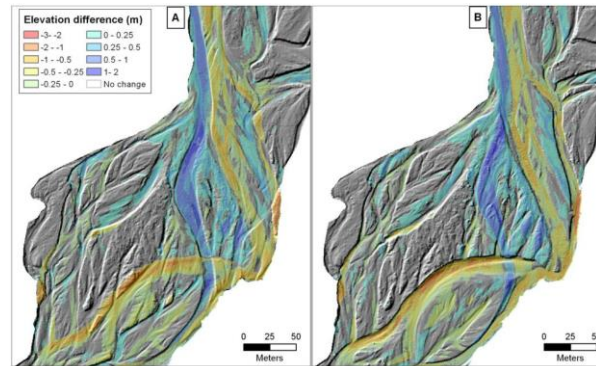 Elevation difference (m)
-3- -2
-2 - -1
-1 - -0.5
-0.5 - -0.25
-0.25 - 0
0 - 0.25
0.25 - 0.5
0.5 - 1
1- 2
No change
A
B
0 25 50
Meters
0 25 5
Meters